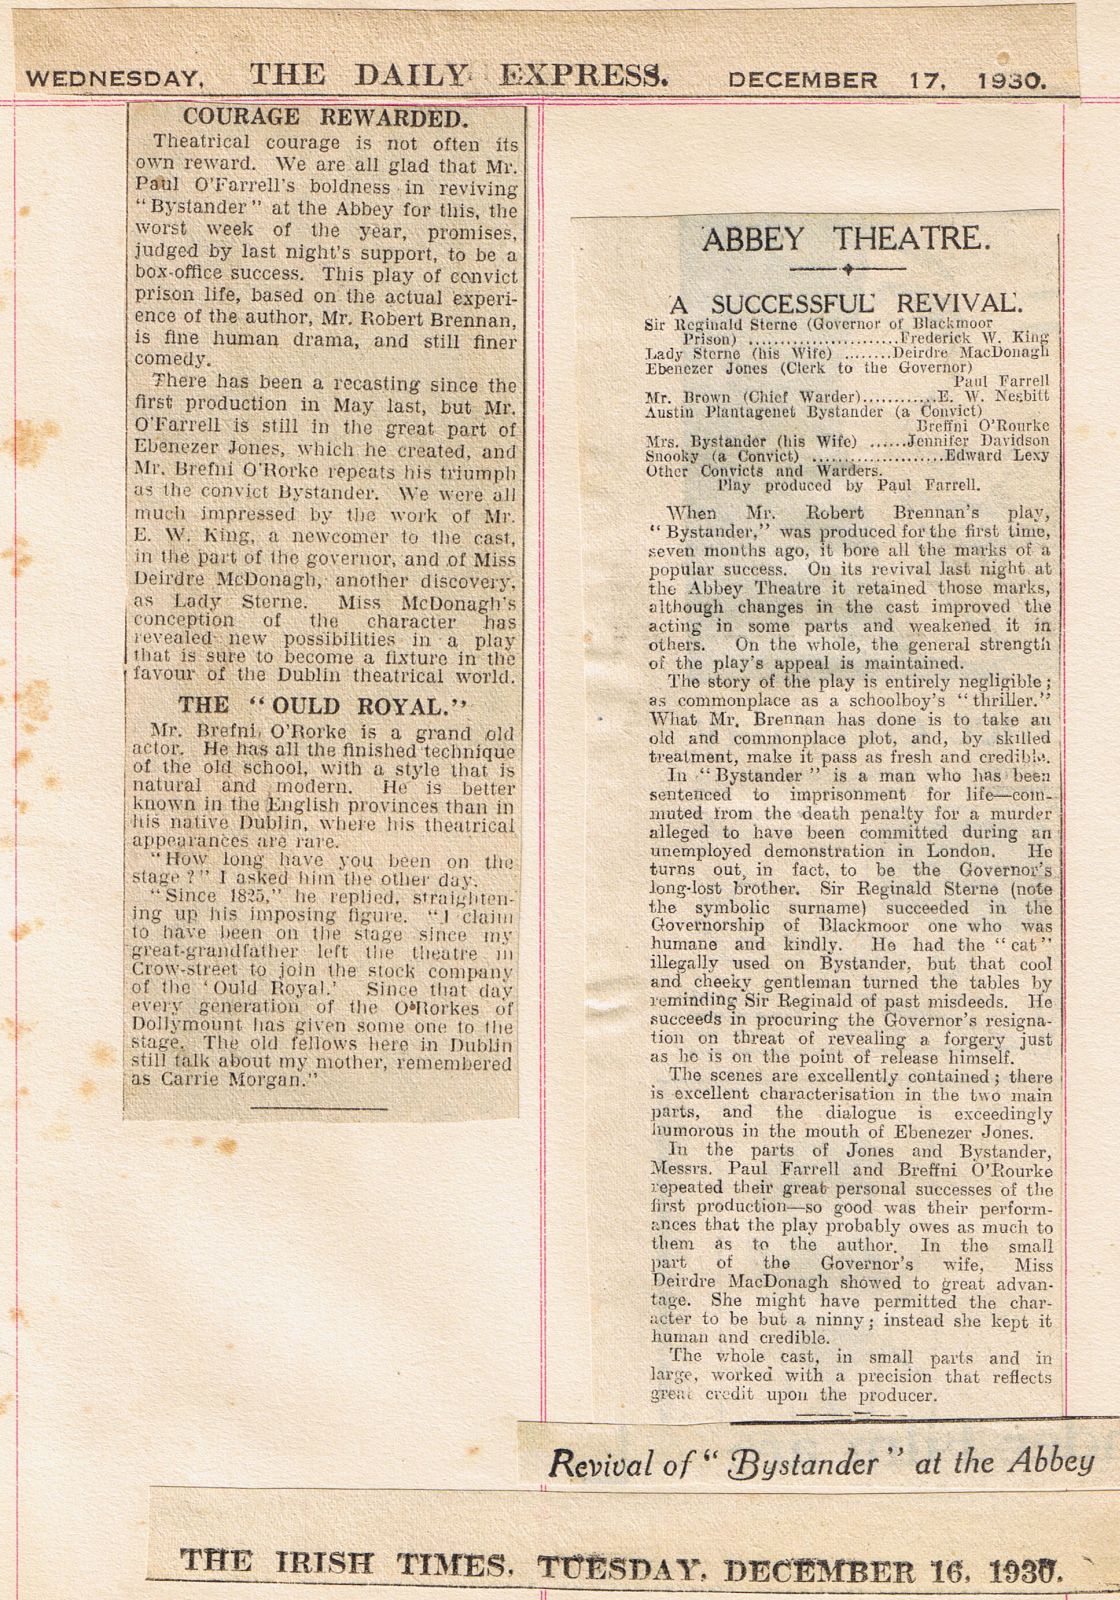 WEDNESDAY, THE DAILY EXPRESS. DECEMBER 17, 1930.
COURAGE REWARDED.
Theatrical courage is not often its
own reward. We are all glad that Mr.
Paul O'Farrell's boldness in reviving
"Bystander" at the Abbey for this, the
worst week of the year, promises,
judged by last night's support, to be a
box-office success. This play of convict
prison life, based on the actual experi-
ence of the author, Mr. Robert Brennan,
is fine human drama, and still finer
comedy.
There has been a recasting since the
first production in May last, but Mr.
O'Farrell is still in the great part of
Ebenezer Jones, which he created, and
Mr. Brefni O'Rorke repeats his triumph
as the convict Bystander. We were all
much impressed by the work of Mr.
E. W. King, a newcomer to the cast,
in the part of the governor, and of Miss
Deirdre McDonagh, another discovery,
as Lady Sterne. Miss McDonagh's
conception of the character has
revealed new possibilities in a play
that is sure to become a fixture in the
favour of the Dublin theatrical world.
THE "OULD ROYAL."
Mr. Brefni O'Rorke is a grand old
actor. He has all the finished technique
of the old school, with a style that is
natural and modern. He is better
known in the English provinces than in
his native Dublin, where his theatrical
appearances are rare.
"How long have you been on the
stage?" I asked him the other day.
"Since 1825," he replied, straighten-
ing up his imposing figure. "I claim
to have been on the stage since my
great-grandfather left the theatre in
Crow-street to join the stock company
of the 'Ould Royal.' Since that day
every generation of the O'Rorkes of
Dollymount has given some one to the
stage. The old fellows here in Dublin
still talk about my mother, remembered
as Carrie Morgan."
ABBEY THEATRE.
A SUCCESSFUL REVIVAL.
Sir Reginald Sterne (Governor of Blackmoor
Prison) .......................Frederick W. King
Lady Sterne (his Wife) ........Deirdre MacDonagh
Ebenezer Jones (Clerk to the Governor)
Paul Farrell
Mr. Brown (Chief Warder)............E. W. Nesbitt
Austin Plantagenet Bystander (a Convict)
Breffni O'Rourke
Mrs. Bystander (his Wife) ......Jennifer Davidson
Snooky (a Convict) ....................Edward Lexy
Other Convicts and Warders.
Play produced by Paul Farrell.
When Mr. Robert Brennan's play,
"Bystander," was produced for the first time,
seven months ago, it bore all the marks of a
popular success. On its revival last night at
the Abbey Theatre it retained those marks,
although changes in the cast improved the
acting in some parts and weakened it in
others. On the whole, the general strength
of the play's appeal is maintained.
The story of the play is entirely negligible;
as commonplace as a schoolboy's "thriller."
What Mr. Brennan has done is to take an
old and commonplace plot, and, by skilled
treatment, make it pass as fresh and credible.
In "Bystander" is a man who has been
sentenced to imprisonment for life—com-
muted from the death penalty for a murder
alleged to have been committed during an
unemployed demonstration in London. He
turns out, in fact, to be the Governor's
long-lost brother. Sir Reginald Sterne (note
the symbolic surname) succeeded in the
Governorship of Blackmoor one who was
humane and kindly. He had the "cat"
illegally used on Bystander, but that cool
and cheeky gentleman turned the tables by
reminding Sir Reginald of past misdeeds. He
succeeds in procuring the Governor's resigna-
tion on threat of revealing a forgery just
as he is on the point of release himself.
The scenes are excellently contained; there
is excellent characterisation in the two main
parts, and the dialogue is exceedingly
humorous in the mouth of Ebenezer Jones.
In the parts of Jones and Bystander,
Messrs. Paul Farrell and Breffni O'Rourke
repeated their great personal successes of the
first production—so good was their perform-
ances that the play probably owes as much to
them as to the author. In the small
part of the Governor's wife, Miss
Deirdre MacDonagh showed to great advan-
tage. She might have permitted the char-
acter to be but a ninny; instead she kept it
human and credible.
The whole cast, in small parts and in
large, worked with a precision that reflects
great credit upon the producer.
Revival of "Bystander" at the Abbey
THE IRISH TIMES, TUESDAY, DECEMBER 16, 1930.